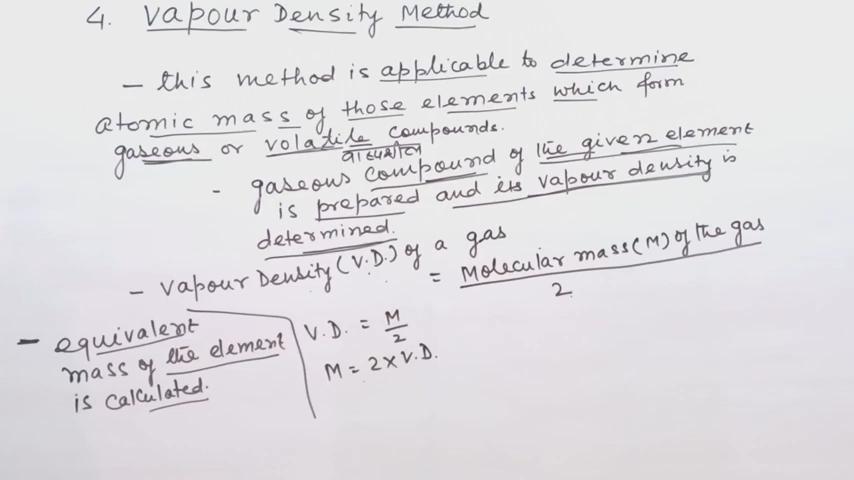 4. Vapour Density Method
- this method is applicable to determine
atomic mass of those elements which form
gaseous or volatile compounds.
- gaseous compound of the given element
is prepared and its vapour density is
determined.
- Vapour Density (V.D.) of a gas
= Molecular mass (M) of the gas
2
- equivalent
mass of the element
is calculated.
V.D. = M
2
M = 2 × V.D.